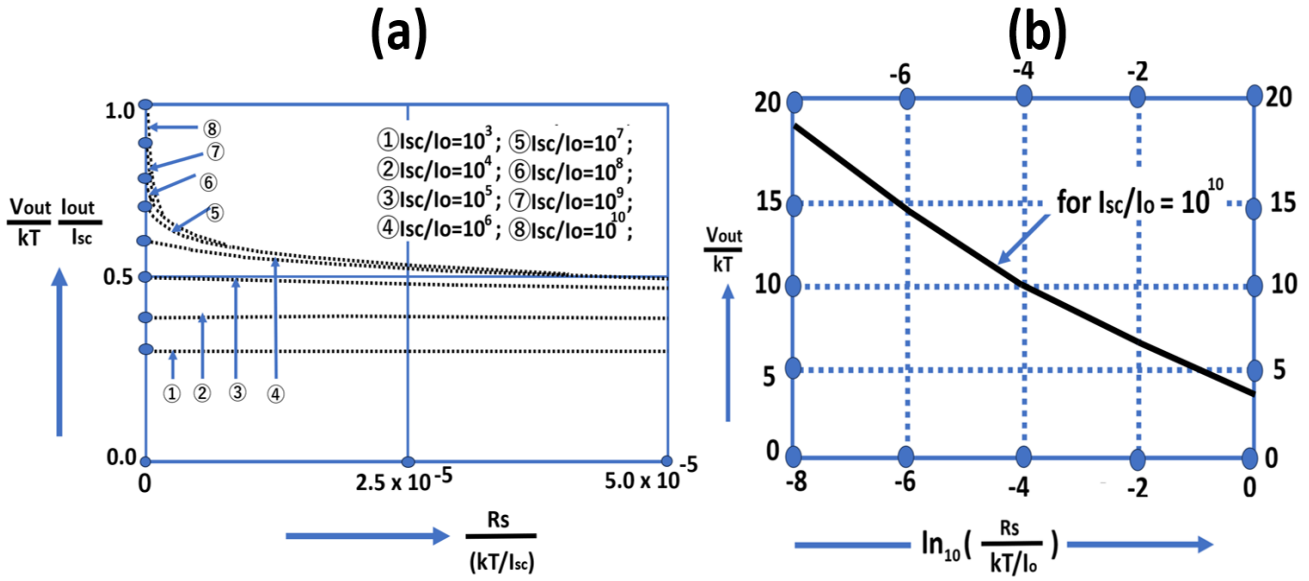 (a)
1.0
0.5
0.0
Vout Iout
kT Isc
⑧
⑦
⑥
⑤
①Isc/Io=10³; ⑤Isc/Io=10⁷;
②Isc/Io=10⁴; ⑥Isc/Io=10⁸;
③Isc/Io=10⁵; ⑦Isc/Io=10⁹;
④Isc/Io=10⁶; ⑧Isc/Io=10¹⁰;
① ② ③ ④
0 2.5 x 10⁻⁵ 5.0 x 10⁻⁵
Rs
(kT/Isc)
(b)
-6 -4 -2
20 20
15 15
10 10
5 5
0 0
for Isc/Io = 10¹⁰
Vout
kT
-8 -6 -4 -2 0
ln₁₀( Rs / kT/Io )